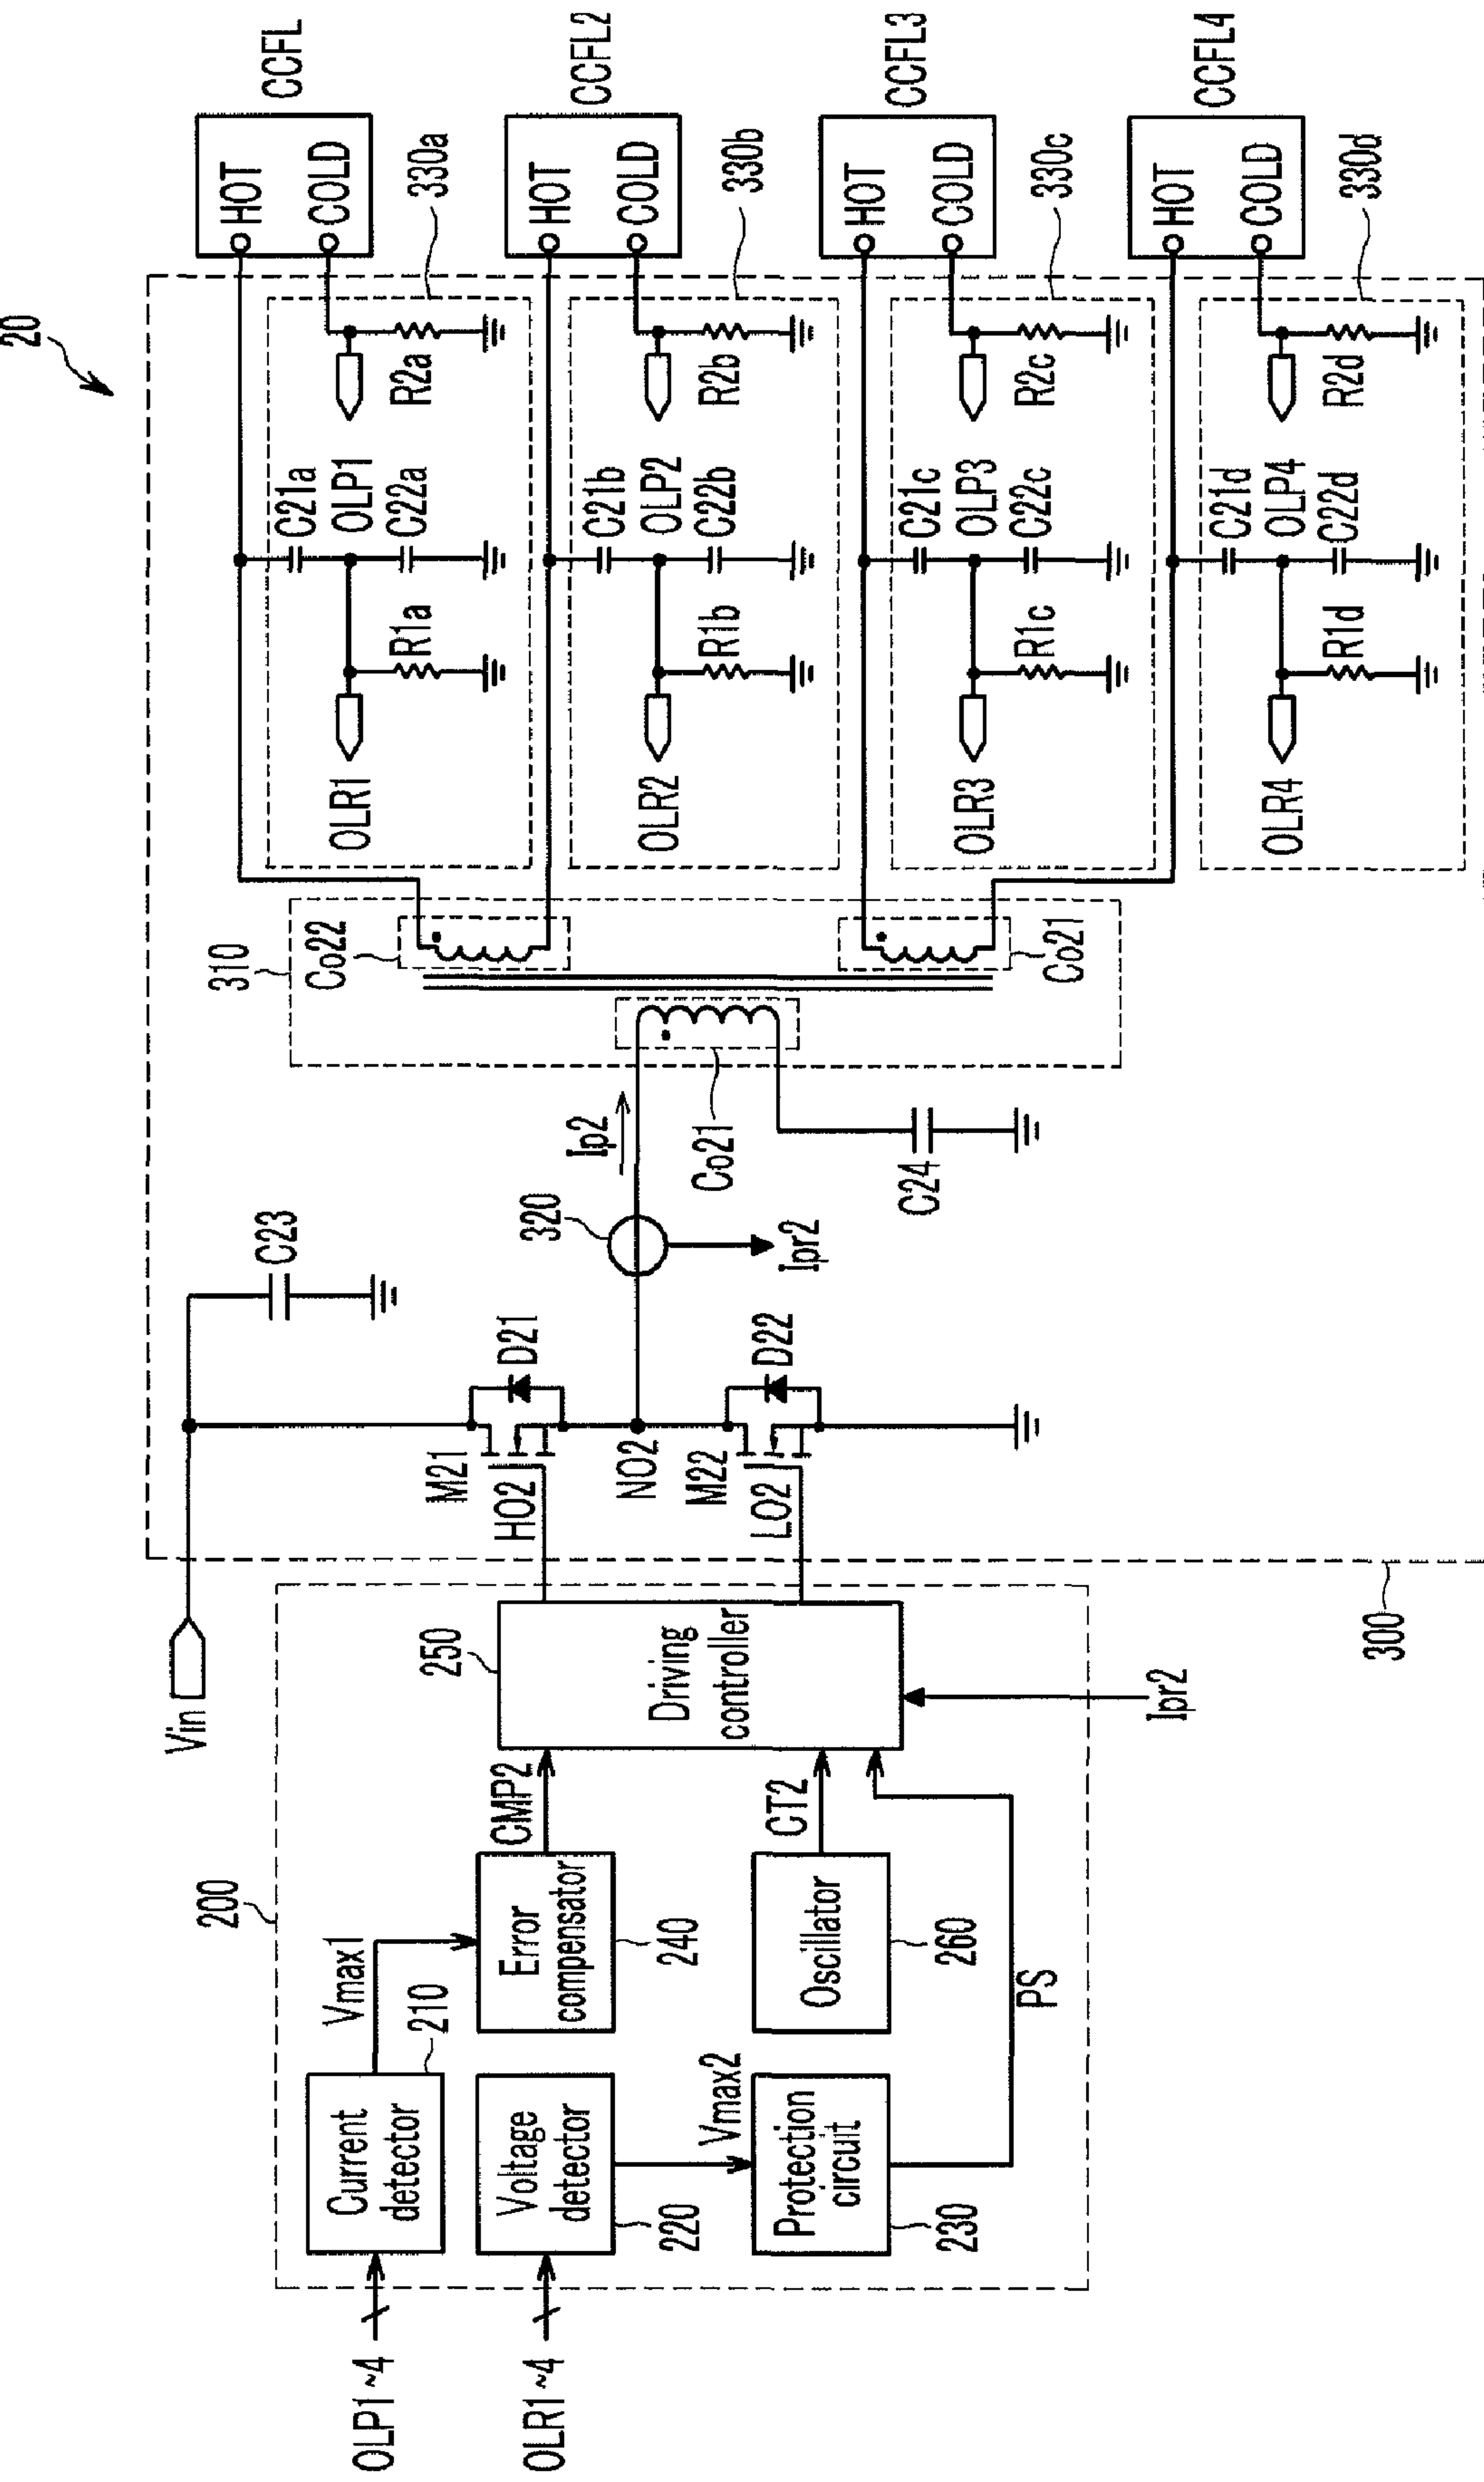 20
CCFL
HOT
COLD
330a
C21a
OLP1
C22a
R2a
R1a
OLR1
CCFL2
HOT
COLD
330b
C21b
OLP2
C22b
R2b
R1b
OLR2
CCFL3
HOT
COLD
330c
C21c
OLP3
C22c
R2c
R1c
OLR3
CCFL4
HOT
COLD
330d
C21d
OLP4
C22d
R2d
R1d
OLR4
310
Co22
Co21
Co21
Ip2
320
Ipr2
C24
C23
Vin
M21
HO2
D21
NO2
M22
LO2
D22
300
200
250
Driving
controller
Ipr2
CMP2
CT2
PS
Vmax1
210
Current
detector
Error
compensator
240
Voltage
detector
220
Vmax2
Oscillator
260
Protection
circuit
230
OLP1~4
OLR1~4